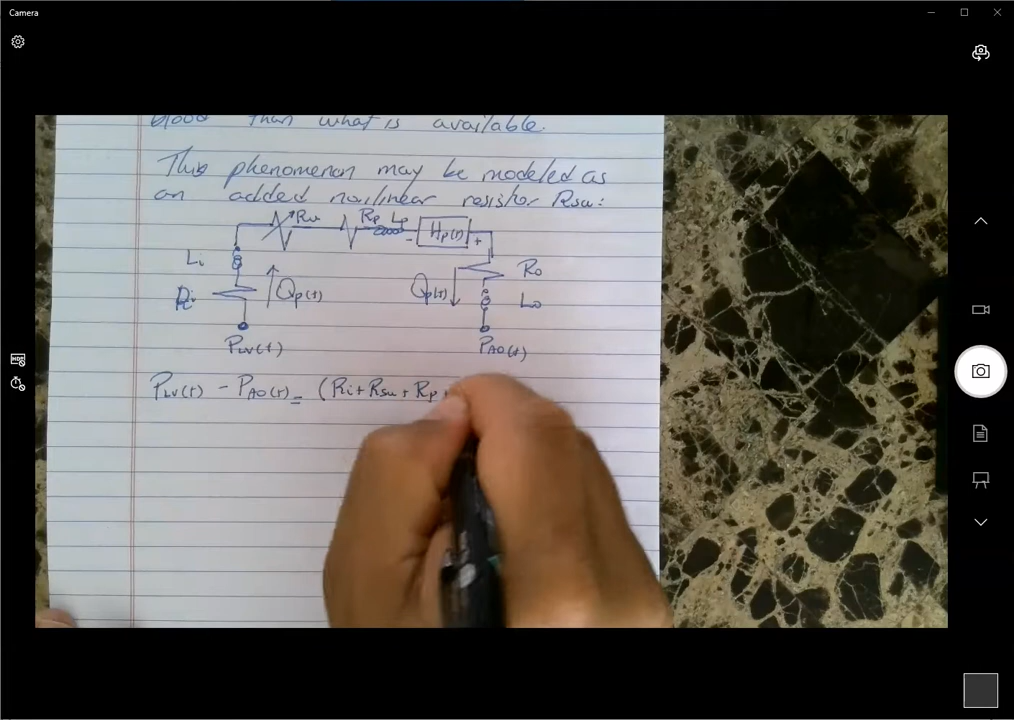 Camera
blood than what is available.
This phenomenon may be modeled as
an added nonlinear resistor Rsu:
Rsu Rp Lp
- Hp(t) +
Li Ro
Ri Qp(t) Qp(t) Lo
PLV(t) PAO(t)
PLV(t) - PAO(t) = (Ri + Rsu + Rp +